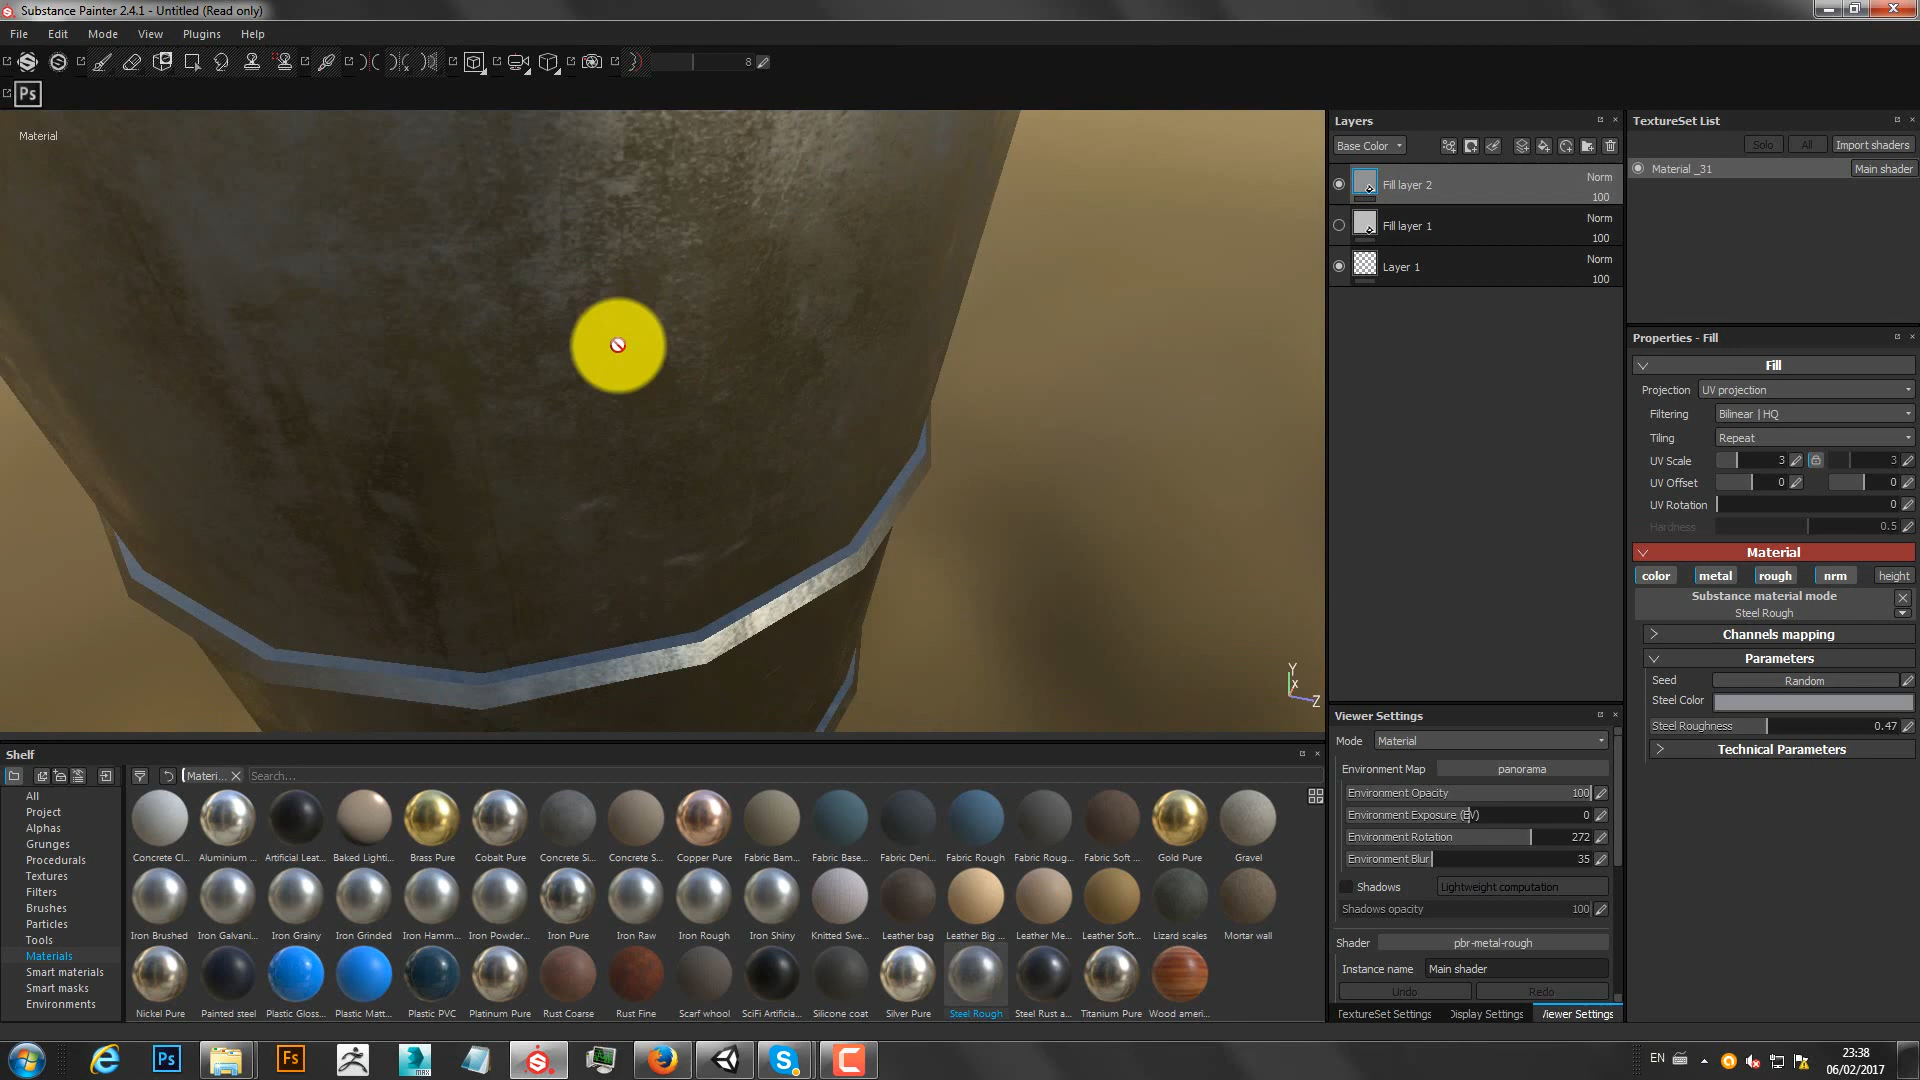 Substance Painter 2.4.1 - Untitled (Read only)
File Edit Mode View Plugins Help
8
Ps
Material
Layers
Base Color
Fill layer 2 Norm 100
Fill layer 1 Norm 100
Layer 1 Norm 100
TextureSet List
Solo All Import shaders
Material _31 Main shader
Properties - Fill
Fill
Projection UV projection
Filtering Bilinear | HQ
Tiling Repeat
UV Scale 3 3
UV Offset 0 0
UV Rotation 0
Hardness 0.5
Material
color metal rough nrm height
Substance material mode
Steel Rough
Channels mapping
Parameters
Seed Random
Steel Color
Steel Roughness 0.47
Technical Parameters
Y
X
Z
Viewer Settings
Mode Material
Environment Map panorama
Environment Opacity 100
Environment Exposure (EV) 0
Environment Rotation 272
Environment Blur 35
Shadows Lightweight computation
Shadows opacity 100
Shader pbr-metal-rough
Instance name Main shader
Undo Redo
TextureSet Settings Display Settings Viewer Settings
Shelf
Materi... Search...
All
Project
Alphas
Grunges
Procedurals
Textures
Filters
Brushes
Particles
Tools
Materials
Smart materials
Smart masks
Environments
Concrete Cl... Aluminium ... Artificial Leat... Baked Lighti... Brass Pure Cobalt Pure Concrete Si... Concrete S... Copper Pure Fabric Bam... Fabric Base... Fabric Deni... Fabric Rough Fabric Roug... Fabric Soft ... Gold Pure Gravel
Iron Brushed Iron Galvani... Iron Grainy Iron Grinded Iron Hamm... Iron Powder... Iron Pure Iron Raw Iron Rough Iron Shiny Knitted Swe... Leather bag Leather Big ... Leather Me... Leather Soft... Lizard scales Mortar wall
Nickel Pure Painted steel Plastic Gloss... Plastic Matt... Plastic PVC Platinum Pure Rust Coarse Rust Fine Scarf whool SciFi Artificia... Silicone coat Silver Pure Steel Rough Steel Rust a... Titanium Pure Wood ameri...
Ps Fs MAX
EN
23:38
06/02/2017